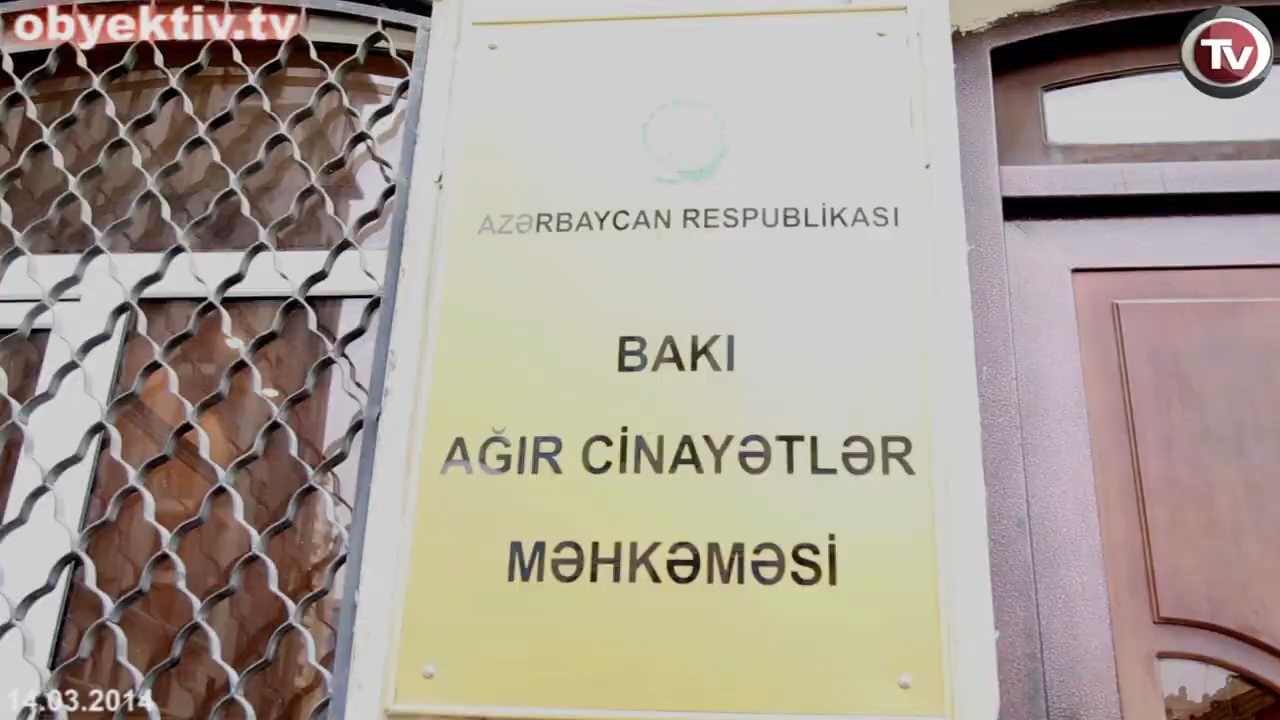 obyektiv.tv
TV
AZƏRBAYCAN RESPUBLİKASI
BAKI
AĞIR CİNAYƏTLƏR
MƏHKƏMƏSİ
14.03.2014